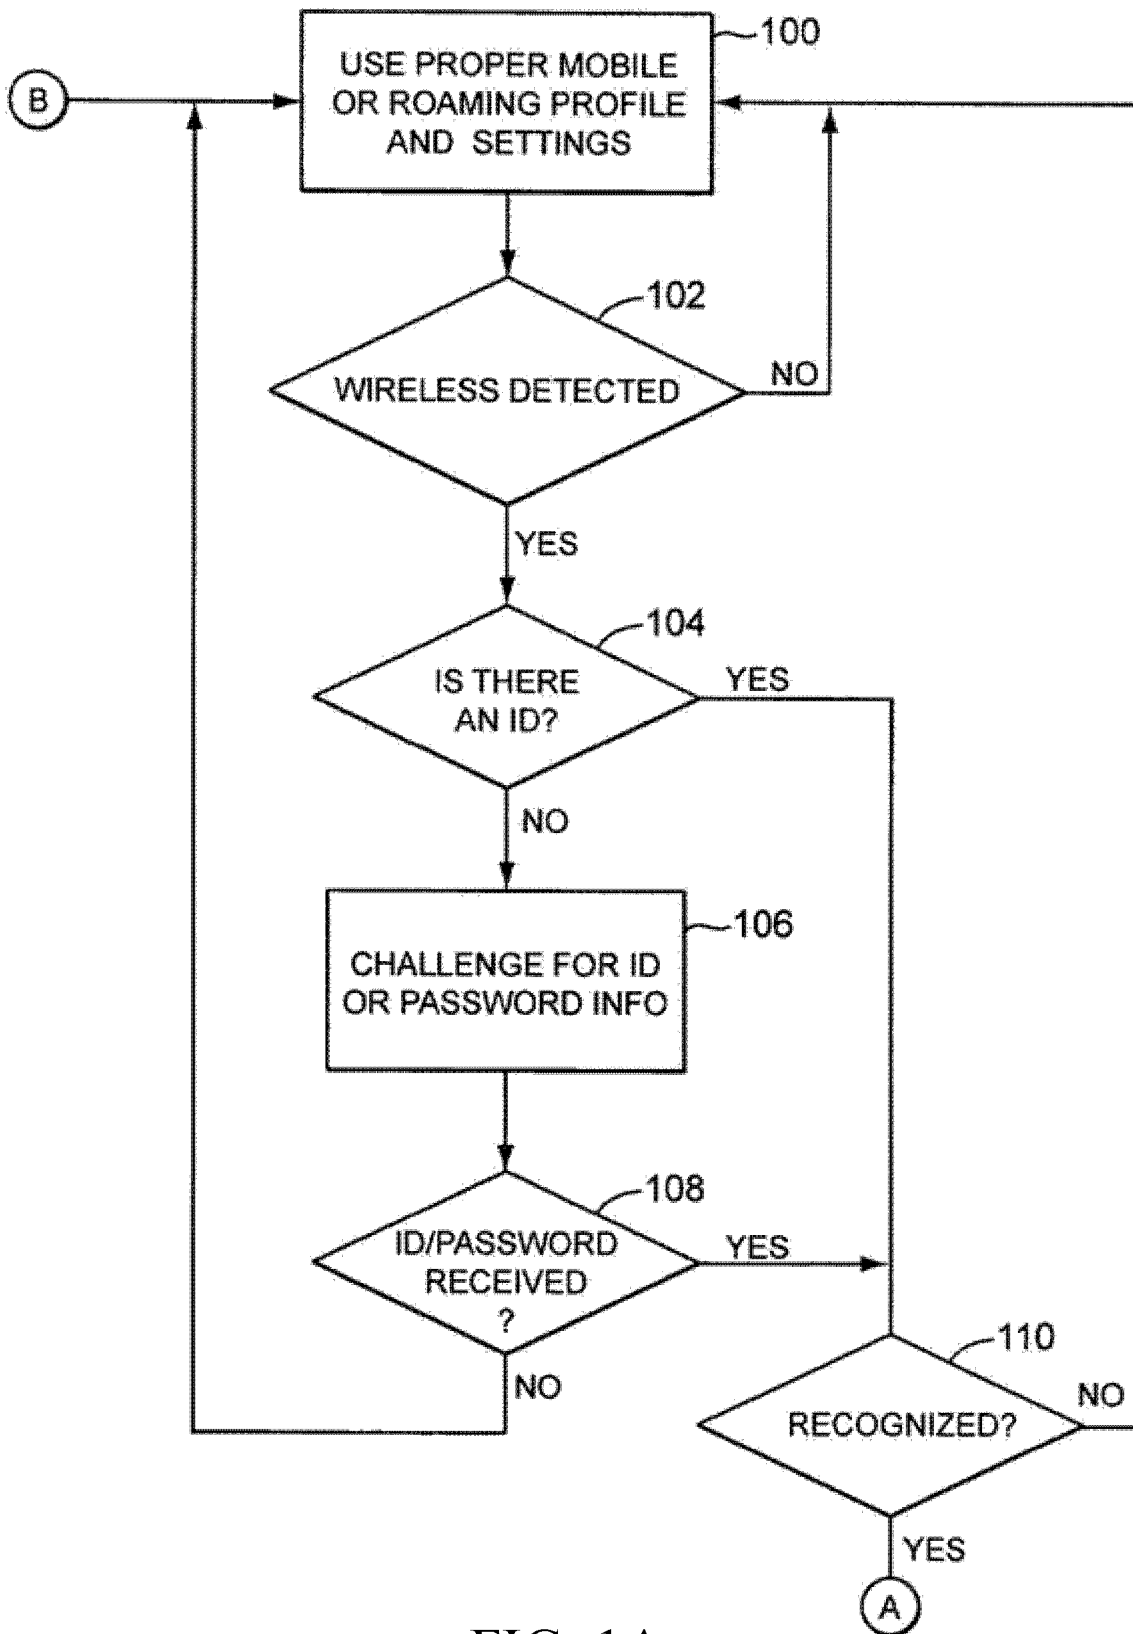 100
B
USE PROPER MOBILE
OR ROAMING PROFILE
AND SETTINGS
102
WIRELESS DETECTED
NO
YES
104
IS THERE
AN ID?
YES
NO
106
CHALLENGE FOR ID
OR PASSWORD INFO
108
ID/PASSWORD
RECEIVED
?
YES
NO
110
RECOGNIZED?
NO
YES
A
FIG. 1A